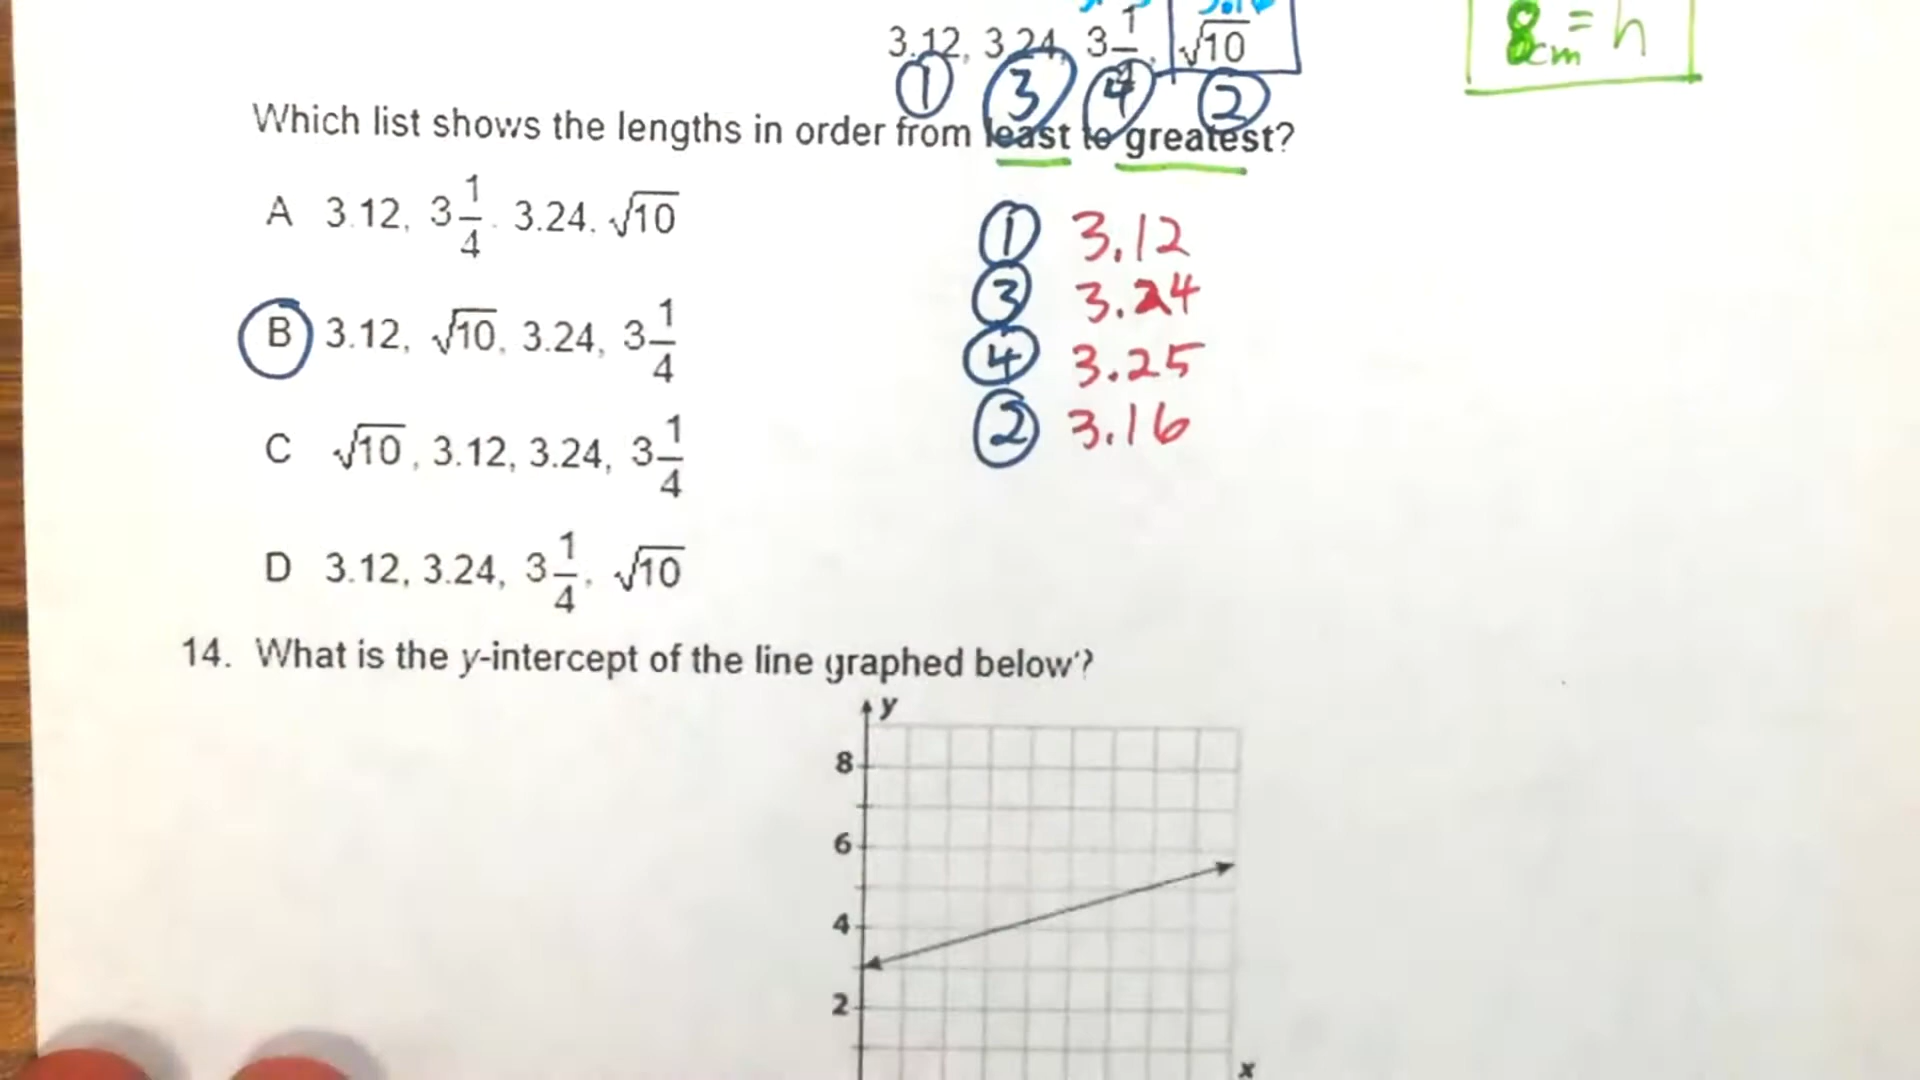 3.12, 3.24, 3 1/4, √10
① ③ ④ ②
8cm = h
Which list shows the lengths in order from least to greatest?
A 3.12, 3 1/4, 3.24, √10
B 3.12, √10, 3.24, 3 1/4
C √10, 3.12, 3.24, 3 1/4
D 3.12, 3.24, 3 1/4, √10
① 3.12
③ 3.24
④ 3.25
② 3.16
14. What is the y-intercept of the line graphed below?
y
8
6
4
2
x